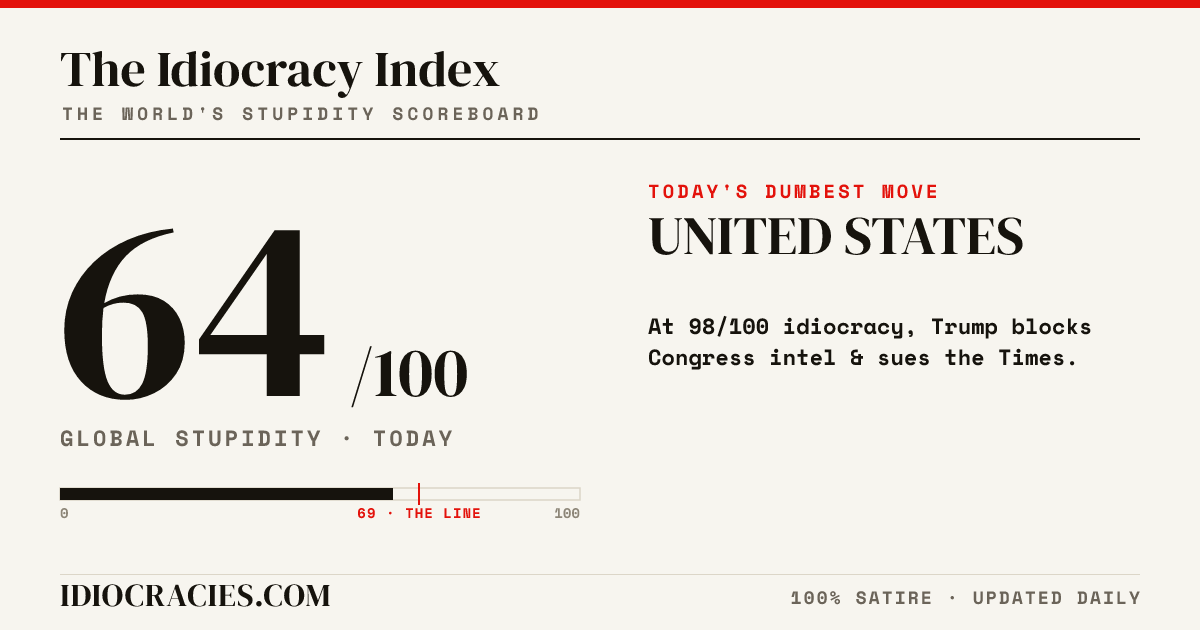 The Idiocracy Index
THE WORLD'S STUPIDITY SCOREBOARD
64 /100
GLOBAL STUPIDITY · TODAY
0
69 · THE LINE
100
TODAY'S DUMBEST MOVE
UNITED STATES
At 98/100 idiocracy, Trump blocks
Congress intel & sues the Times.
IDIOCRACIES.COM
100% SATIRE · UPDATED DAILY